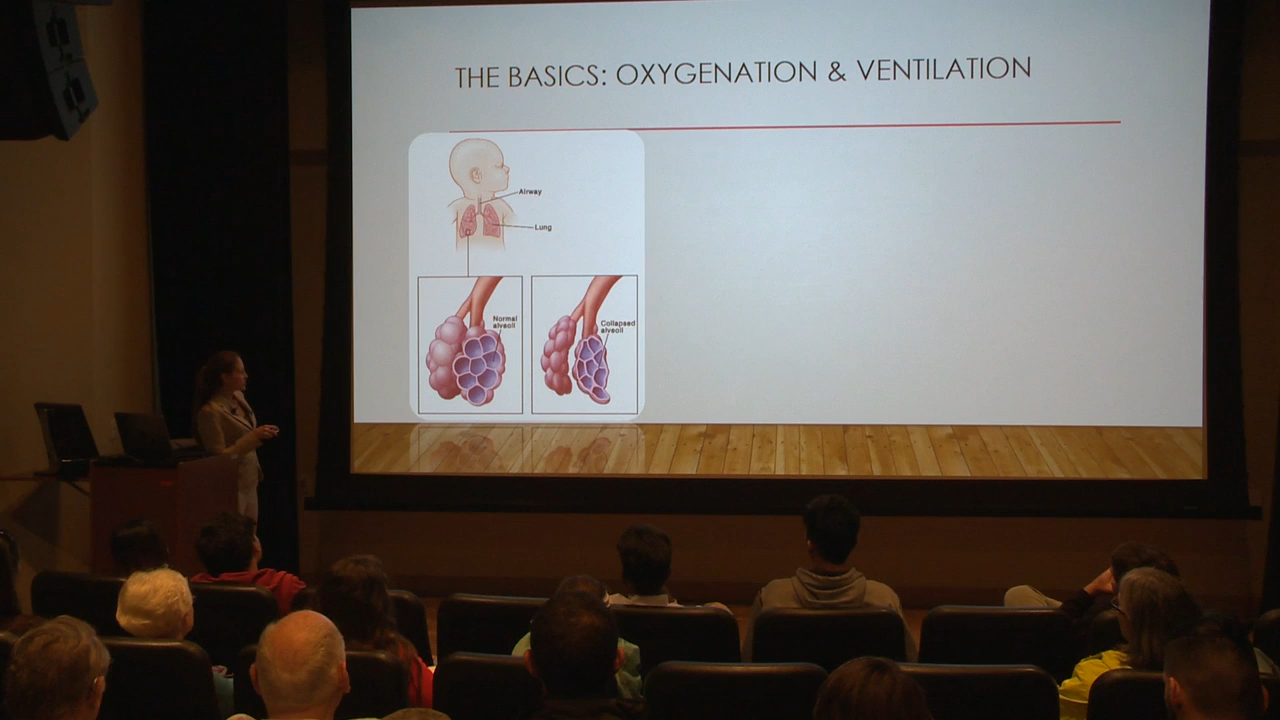 THE BASICS: OXYGENATION & VENTILATION
Airway
Lung
Normal
alveoli
Collapsed
alveoli